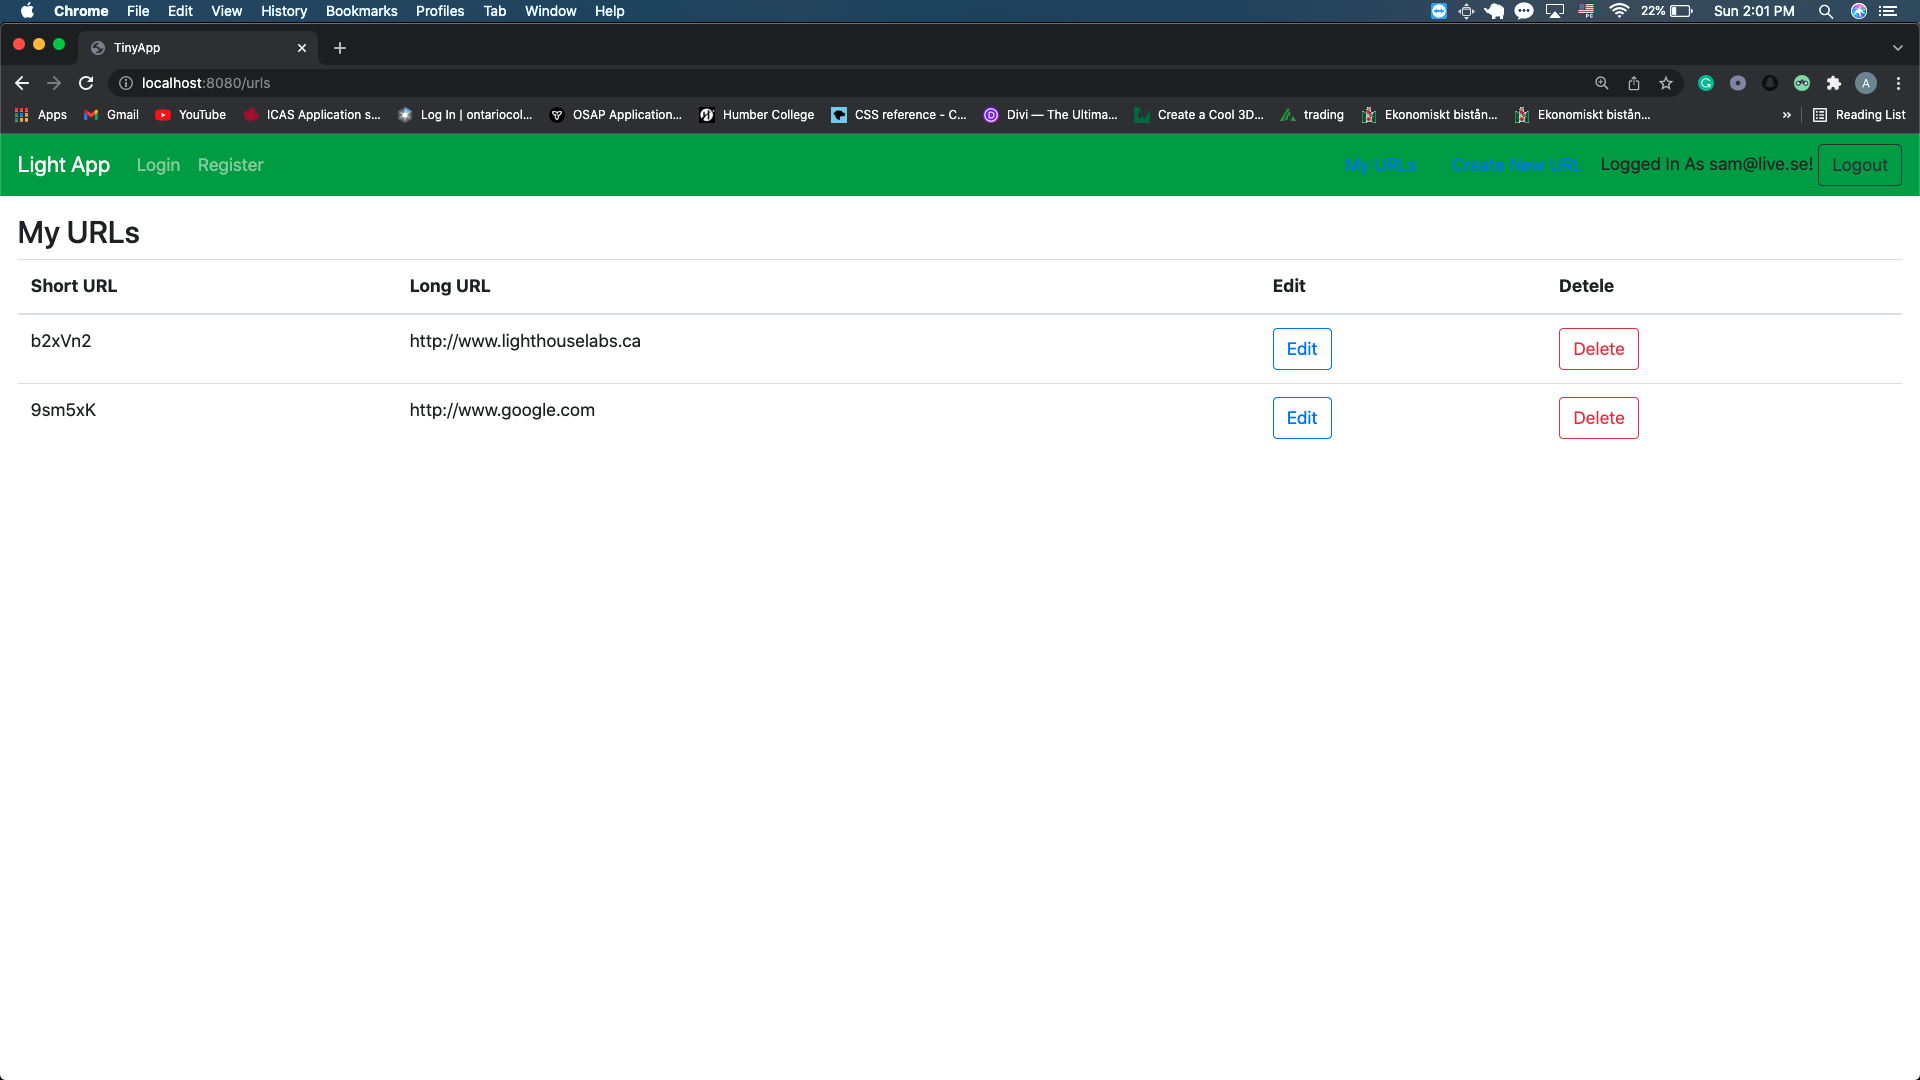 Chrome File Edit View History Bookmarks Profiles Tab Window Help 22% Sun 2:01 PM
TinyApp
localhost:8080/urls A
Apps Gmail YouTube ICAS Application s... Log In | ontariocol... OSAP Application... Humber College CSS reference - C... Divi — The Ultima... Create a Cool 3D... trading Ekonomiskt bistån... Ekonomiskt bistån... » Reading List
Light App Login Register My URLs Create New URL Logged In As sam@live.se! Logout
My URLs
Short URL Long URL Edit Detele
b2xVn2 http://www.lighthouselabs.ca Edit Delete
9sm5xK http://www.google.com Edit Delete